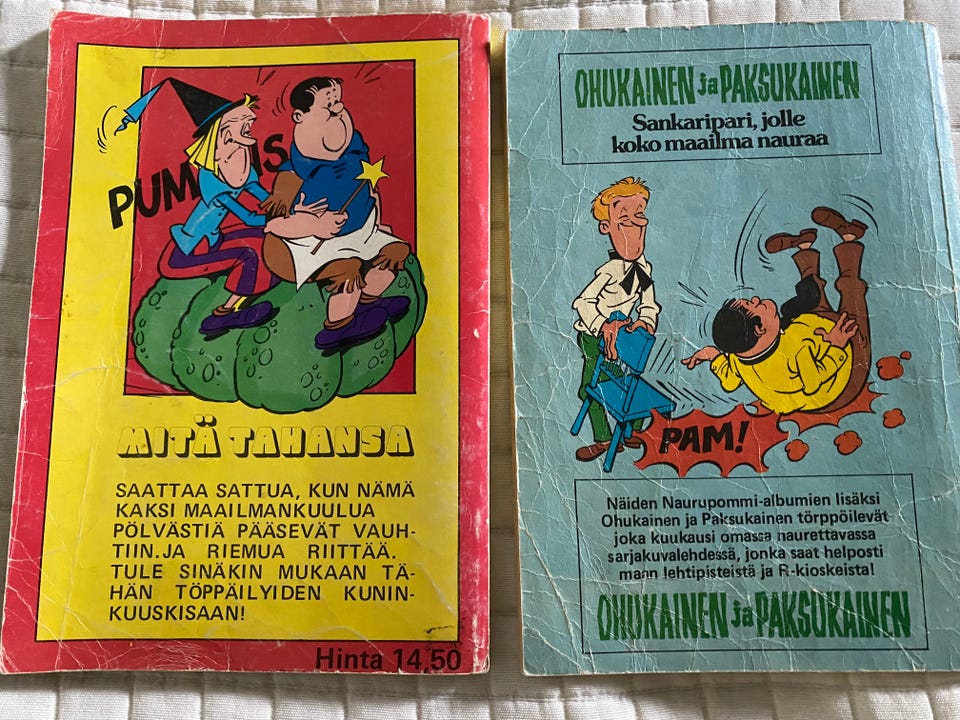 PUM IS
MITÄ TAHANSA
SAATTAA SATTUA, KUN NÄMÄ
KAKSI MAAILMANKUULUA
PÖLVÄSTIÄ PÄÄSEVÄT VAUH-
TIIN.JA RIEMUA RIITTÄÄ.
TULE SINÄKIN MUKAAN TÄ-
HÄN TÖPPÄILYIDEN KUNIN-
KUUSKISAAN!
Hinta 14,50
OHUKAINEN ja PAKSUKAINEN
Sankaripari, jolle
koko maailma nauraa
PAM!
Näiden Naurupommi-albumien lisäksi
Ohukainen ja Paksukainen törppöilevät
joka kuukausi omassa naurettavassa
sarjakuvalehdessä, jonka saat helposti
mann lehtipisteistä ja R-kioskeista!
OHUKAINEN ja PAKSUKAINEN